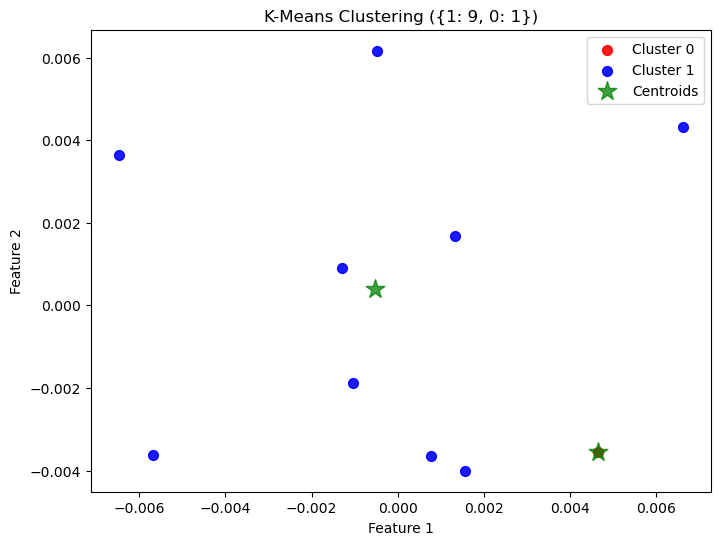 K-Means Clustering ({1: 9, 0: 1})
Cluster 0
Cluster 1
Centroids
0.006
0.004
0.002
0.000
−0.002
−0.004
Feature 2
−0.006
−0.004
−0.002
0.000
0.002
0.004
0.006
Feature 1